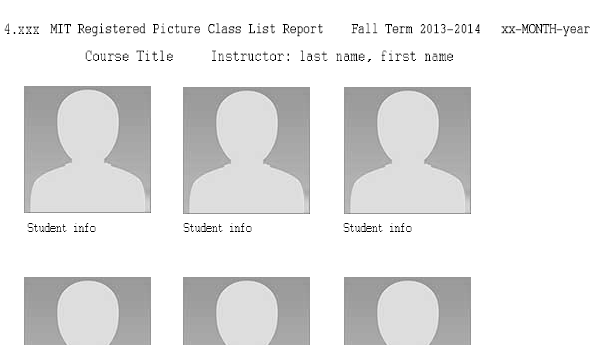 4.xxx MIT Registered Picture Class List Report Fall Term 2013-2014 xx-MONTH-year
Course Title Instructor: last name, first name
Student info Student info Student info